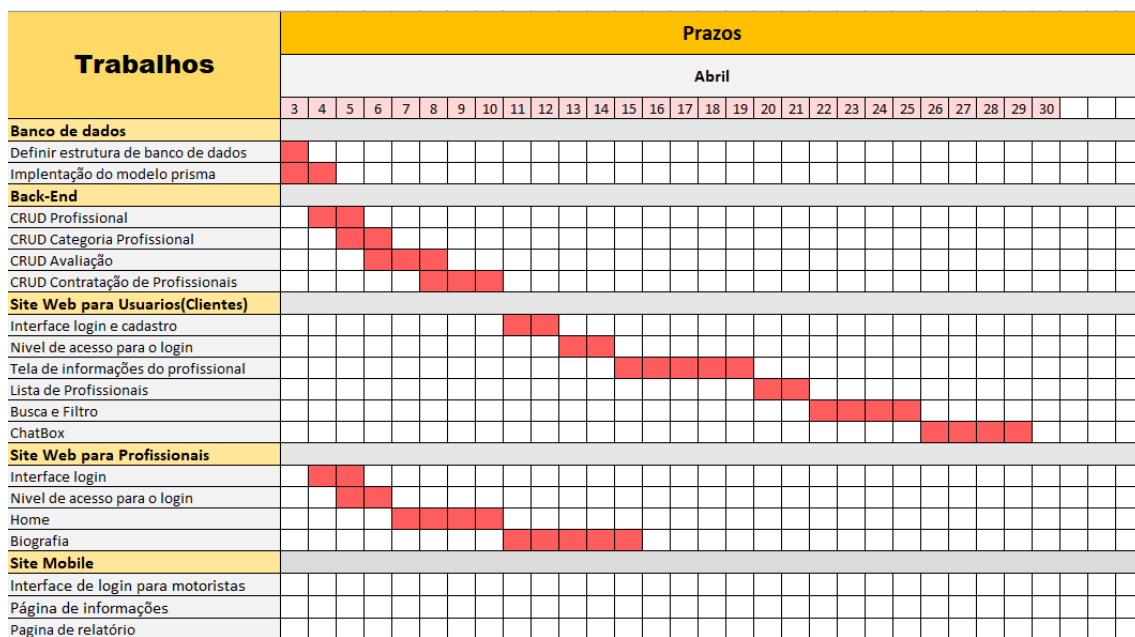 Trabalhos
Prazos
Abril
3 4 5 6 7 8 9 10 11 12 13 14 15 16 17 18 19 20 21 22 23 24 25 26 27 28 29 30
Banco de dados
Definir estrutura de banco de dados
Implentação do modelo prisma
Back-End
CRUD Profissional
CRUD Categoria Profissional
CRUD Avaliação
CRUD Contratação de Profissionais
Site Web para Usuarios(Clientes)
Interface login e cadastro
Nivel de acesso para o login
Tela de informações do profissional
Lista de Profissionais
Busca e Filtro
ChatBox
Site Web para Profissionais
Interface login
Nivel de acesso para o login
Home
Biografia
Site Mobile
Interface de login para motoristas
Página de informações
Pagina de relatório